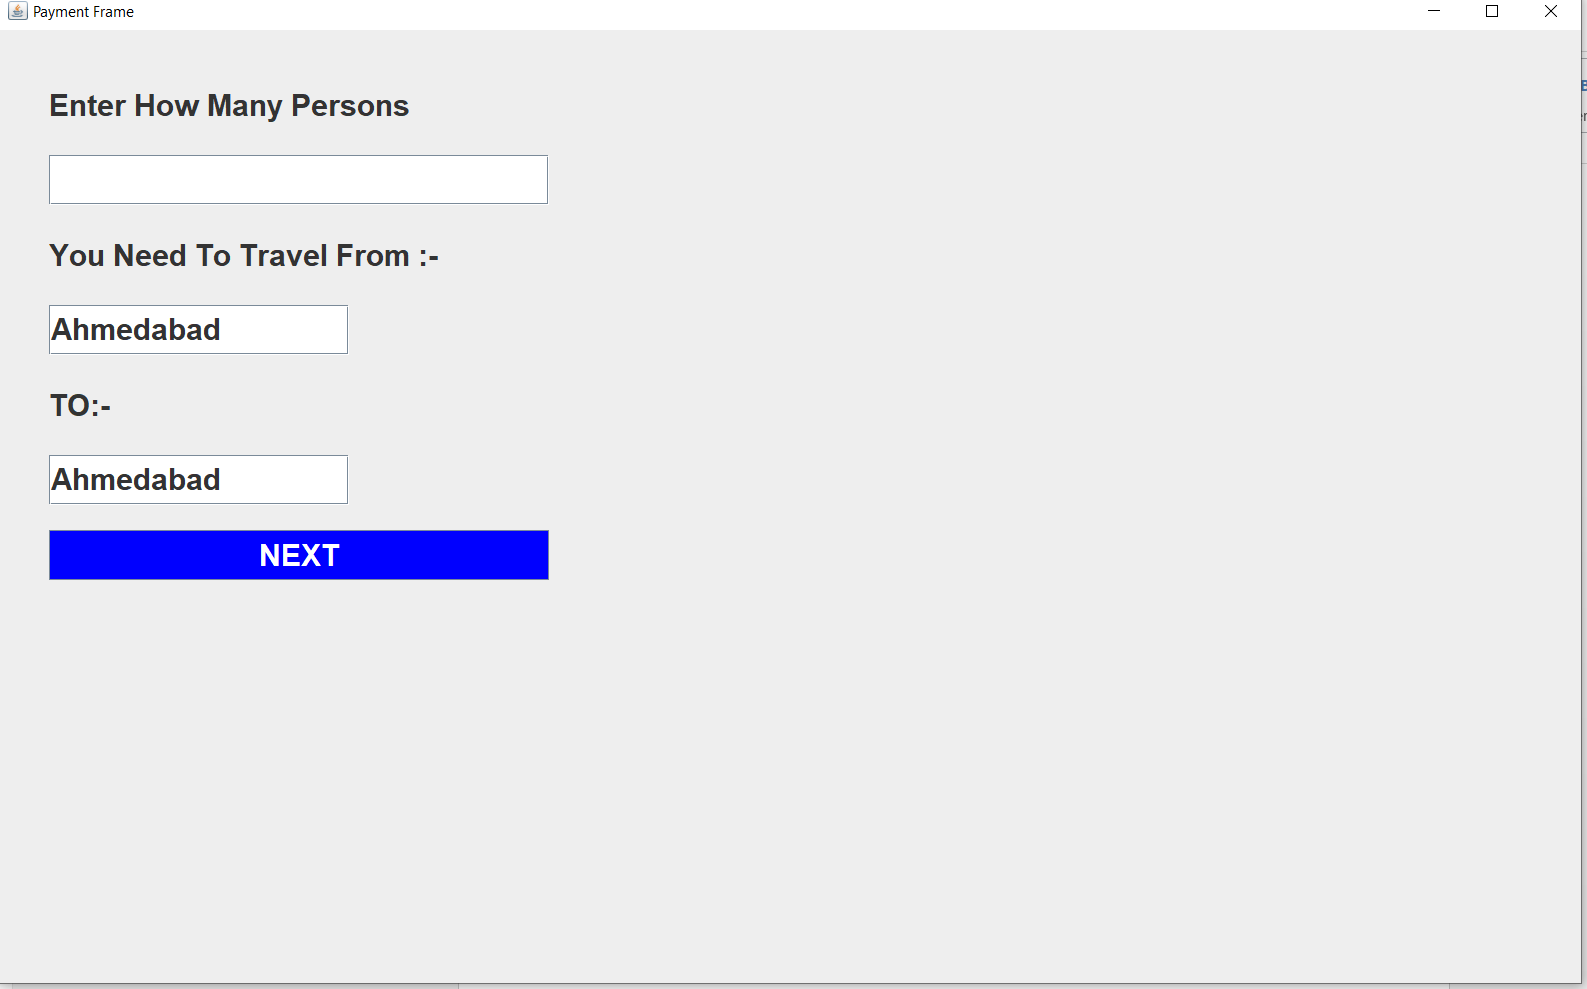 Payment Frame
Enter How Many Persons
You Need To Travel From :-
Ahmedabad
TO:-
Ahmedabad
NEXT